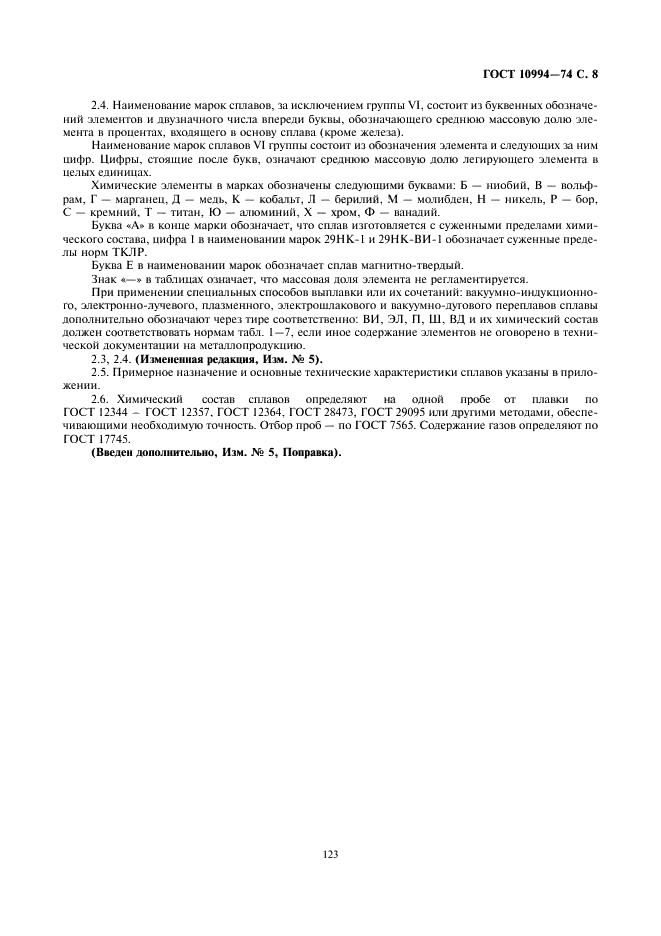 ГОСТ 10994—74 С. 8
2.4. Наименование марок сплавов, за исключением группы VI, состоит из буквенных обозначе-
ний элементов и двузначного числа впереди буквы, обозначающего среднюю массовую долю эле-
мента в процентах, входящего в основу сплава (кроме железа).
Наименование марок сплавов VI группы состоит из обозначения элемента и следующих за ним
цифр. Цифры, стоящие после букв, означают среднюю массовую долю легирующего элемента в
целых единицах.
Химические элементы в марках обозначены следующими буквами: Б — ниобий, В — вольф-
рам, Г — марганец, Д — медь, К — кобальт, Л — берилий, М — молибден, Н — никель, Р — бор,
С — кремний, Т — титан, Ю — алюминий, Х — хром, Ф — ванадий.
Буква «А» в конце марки обозначает, что сплав изготовляется с суженными пределами хими-
ческого состава, цифра 1 в наименовании марок 29НК-1 и 29НК-ВИ-1 обозначает суженные преде-
лы норм ТКЛР.
Буква Е в наименовании марок обозначает сплав магнитно-твердый.
Знак «—» в таблицах означает, что массовая доля элемента не регламентируется.
При применении специальных способов выплавки или их сочетаний: вакуумно-индукционно-
го, электронно-лучевого, плазменного, электрошлакового и вакуумно-дугового переплавов сплавы
дополнительно обозначают через тире соответственно: ВИ, ЭЛ, П, Ш, ВД и их химический состав
должен соответствовать нормам табл. 1—7, если иное содержание элементов не оговорено в техни-
ческой документации на металлопродукцию.
2.3, 2.4. (Измененная редакция, Изм. № 5).
2.5. Примерное назначение и основные технические характеристики сплавов указаны в прило-
жении.
2.6. Химический состав сплавов определяют на одной пробе от плавки по
ГОСТ 12344 — ГОСТ 12357, ГОСТ 12364, ГОСТ 28473, ГОСТ 29095 или другими методами, обеспе-
чивающими необходимую точность. Отбор проб — по ГОСТ 7565. Содержание газов определяют по
ГОСТ 17745.
(Введен дополнительно, Изм. № 5, Поправка).
123